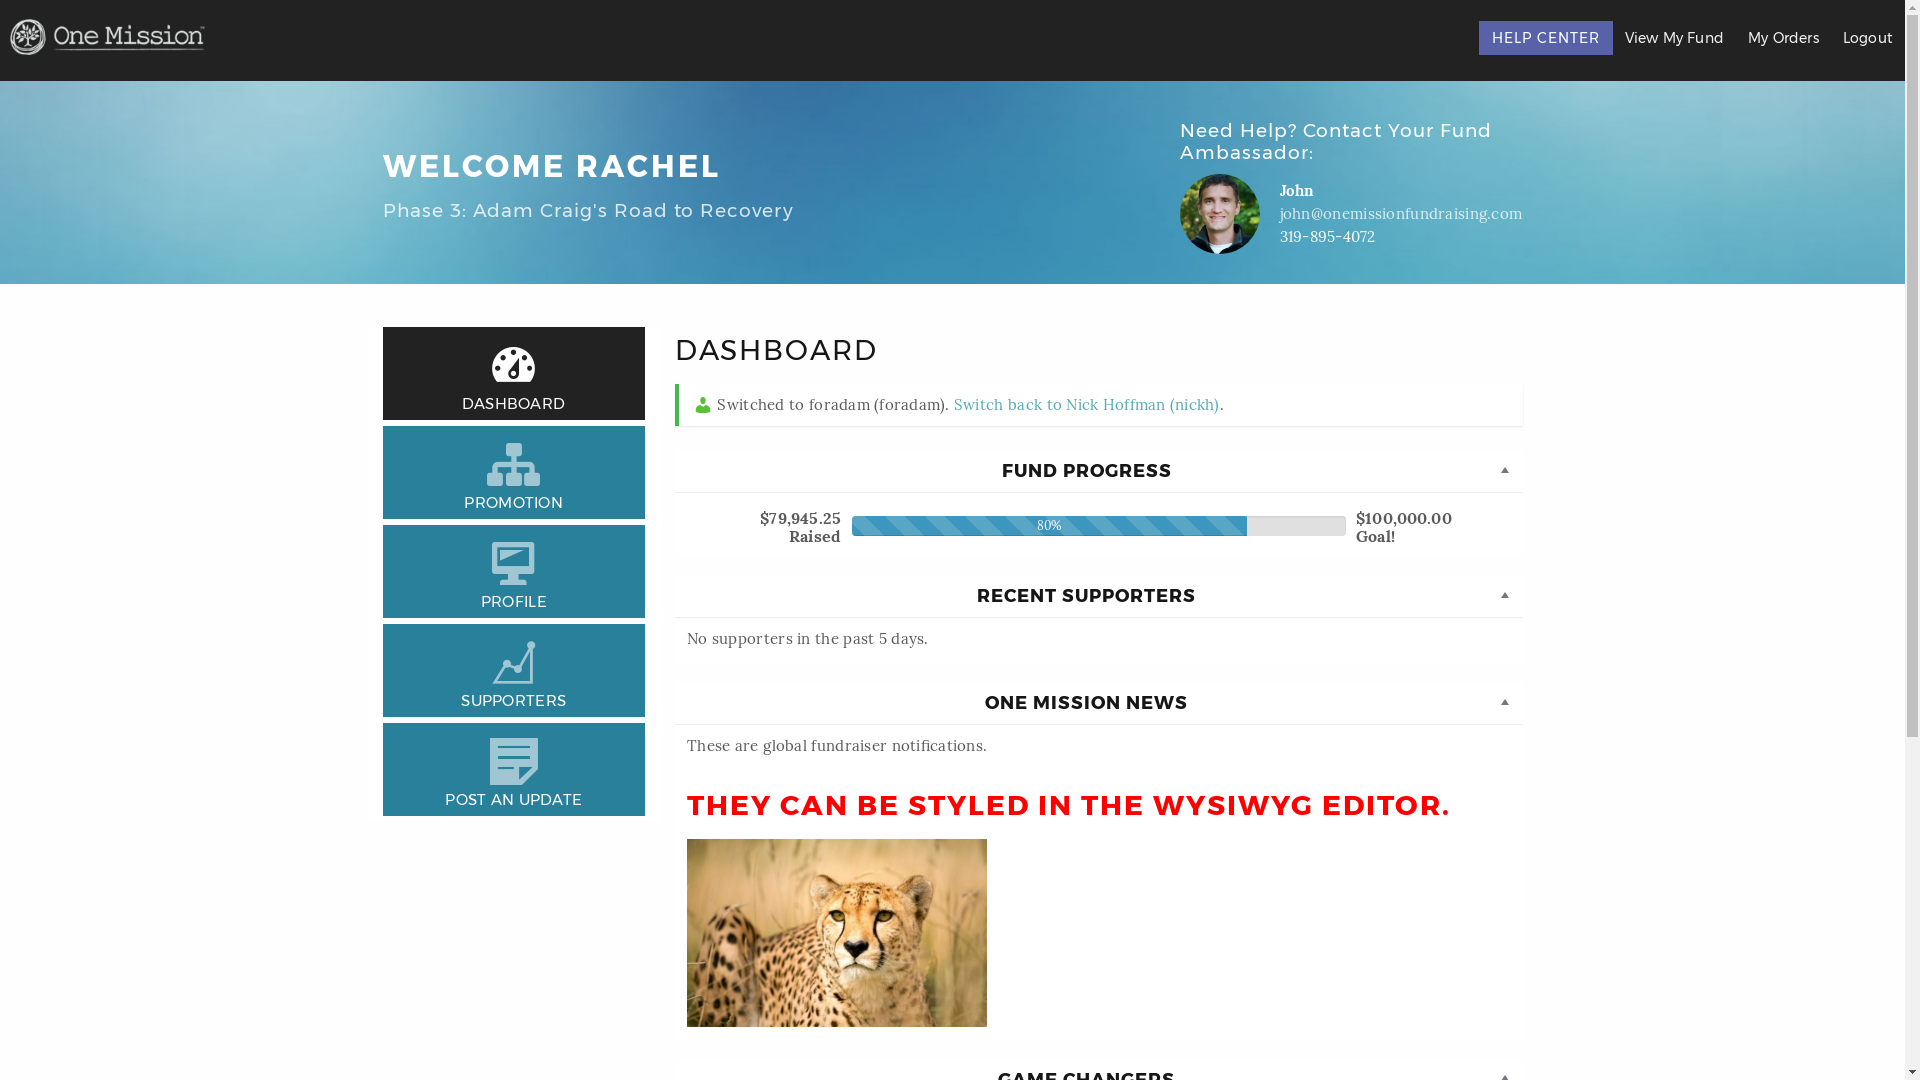 One Mission
HELP CENTER
View My Fund
My Orders
Logout
WELCOME RACHEL
Phase 3: Adam Craig's Road to Recovery
Need Help? Contact Your Fund
Ambassador:
John
john@onemissionfundraising.com
319-895-4072
DASHBOARD
PROMOTION
PROFILE
SUPPORTERS
POST AN UPDATE
DASHBOARD
Switched to foradam (foradam). Switch back to Nick Hoffman (nickh).
FUND PROGRESS
$79,945.25
Raised
80%
$100,000.00
Goal!
RECENT SUPPORTERS
No supporters in the past 5 days.
ONE MISSION NEWS
These are global fundraiser notifications.
THEY CAN BE STYLED IN THE WYSIWYG EDITOR.
GAME CHANGERS